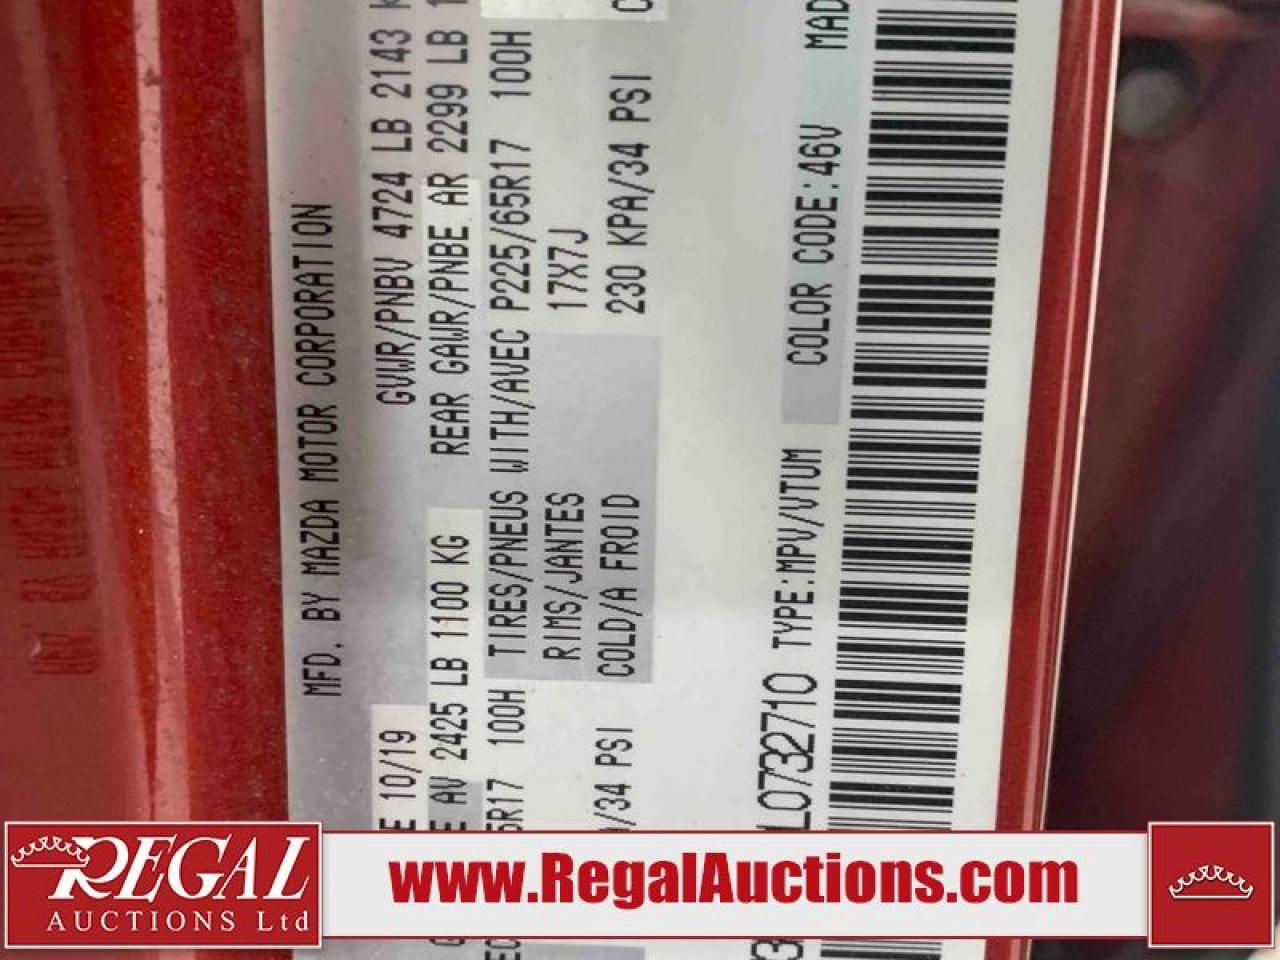 MFD. BY MAZDA MOTOR CORPORATION
10/19 GVWR/PNBV 4724 LB 2143
AV 2425 LB 1100 KG REAR GAWR/PNBE AR 2299 LB
5R17 100H TIRES/PNEUS WITH/AVEC P225/65R17 100H
RIMS/JANTES 17X7J
/34 PSI COLD/A FROID 230 KPA/34 PSI
L0732710 TYPE:MPV/VTUM COLOR CODE:46V MAD
REGAL
AUCTIONS Ltd
www.RegalAuctions.com